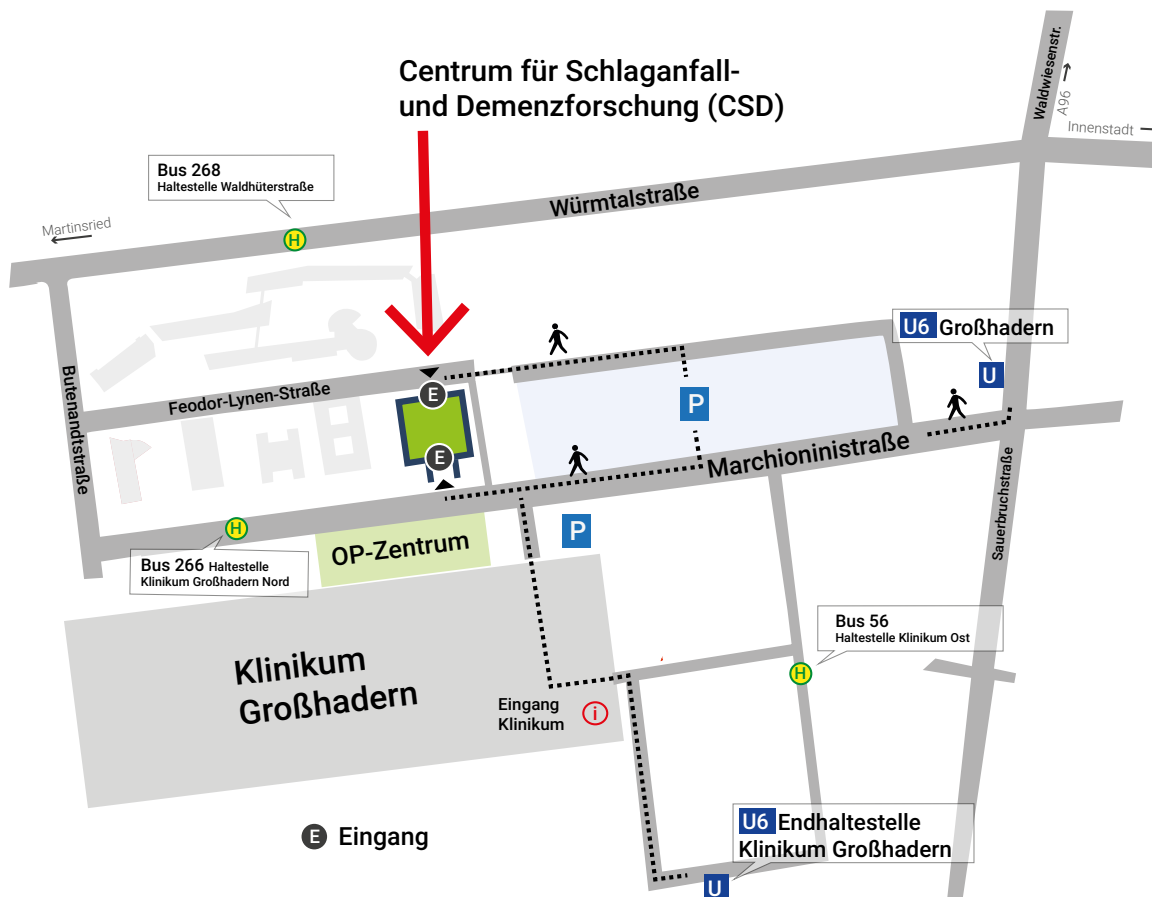 Centrum für Schlaganfall-
und Demenzforschung (CSD)
Waldwiesenstr.
A96
Innenstadt
Bus 268
Haltestelle Waldhüterstraße
Würmtalstraße
Martinsried
H
U6 Großhadern
U
Butenandtstraße
Feodor-Lynen-Straße
E
P
E
Marchioninistraße
Sauerbruchstraße
H
P
OP-Zentrum
Bus 266 Haltestelle
Klinikum Großhadern Nord
Bus 56
Haltestelle Klinikum Ost
H
Klinikum
Großhadern
Eingang
Klinikum
i
E Eingang
U6 Endhaltestelle
Klinikum Großhadern
U